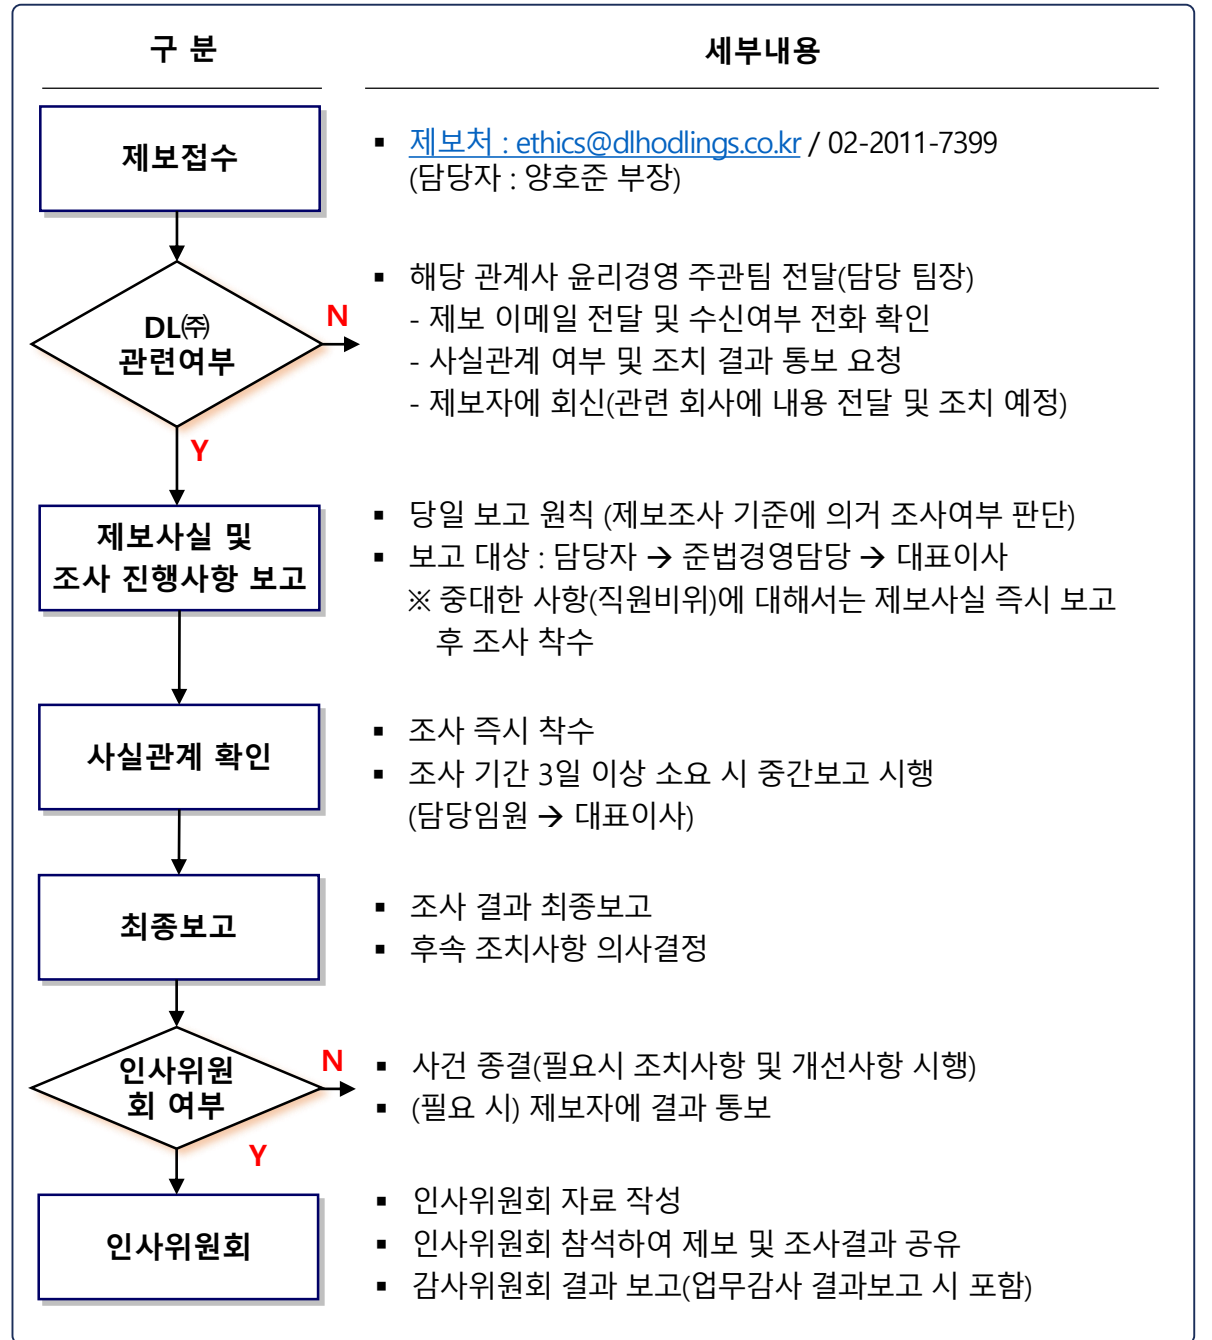 구 분
세부내용
제보접수
▪ 제보처 : ethics@dlhodlings.co.kr / 02-2011-7399
(담당자 : 양호준 부장)
DL㈜
관련여부
N
Y
▪ 해당 관계사 윤리경영 주관팀 전달(담당 팀장)
- 제보 이메일 전달 및 수신여부 전화 확인
- 사실관계 여부 및 조치 결과 통보 요청
- 제보자에 회신(관련 회사에 내용 전달 및 조치 예정)
제보사실 및
조사 진행사항 보고
▪ 당일 보고 원칙 (제보조사 기준에 의거 조사여부 판단)
▪ 보고 대상 : 담당자 → 준법경영담당 → 대표이사
※ 중대한 사항(직원비위)에 대해서는 제보사실 즉시 보고
후 조사 착수
사실관계 확인
▪ 조사 즉시 착수
▪ 조사 기간 3일 이상 소요 시 중간보고 시행
(담당임원 → 대표이사)
최종보고
▪ 조사 결과 최종보고
▪ 후속 조치사항 의사결정
인사위원
회 여부
N
Y
▪ 사건 종결(필요시 조치사항 및 개선사항 시행)
▪ (필요 시) 제보자에 결과 통보
인사위원회
▪ 인사위원회 자료 작성
▪ 인사위원회 참석하여 제보 및 조사결과 공유
▪ 감사위원회 결과 보고(업무감사 결과보고 시 포함)